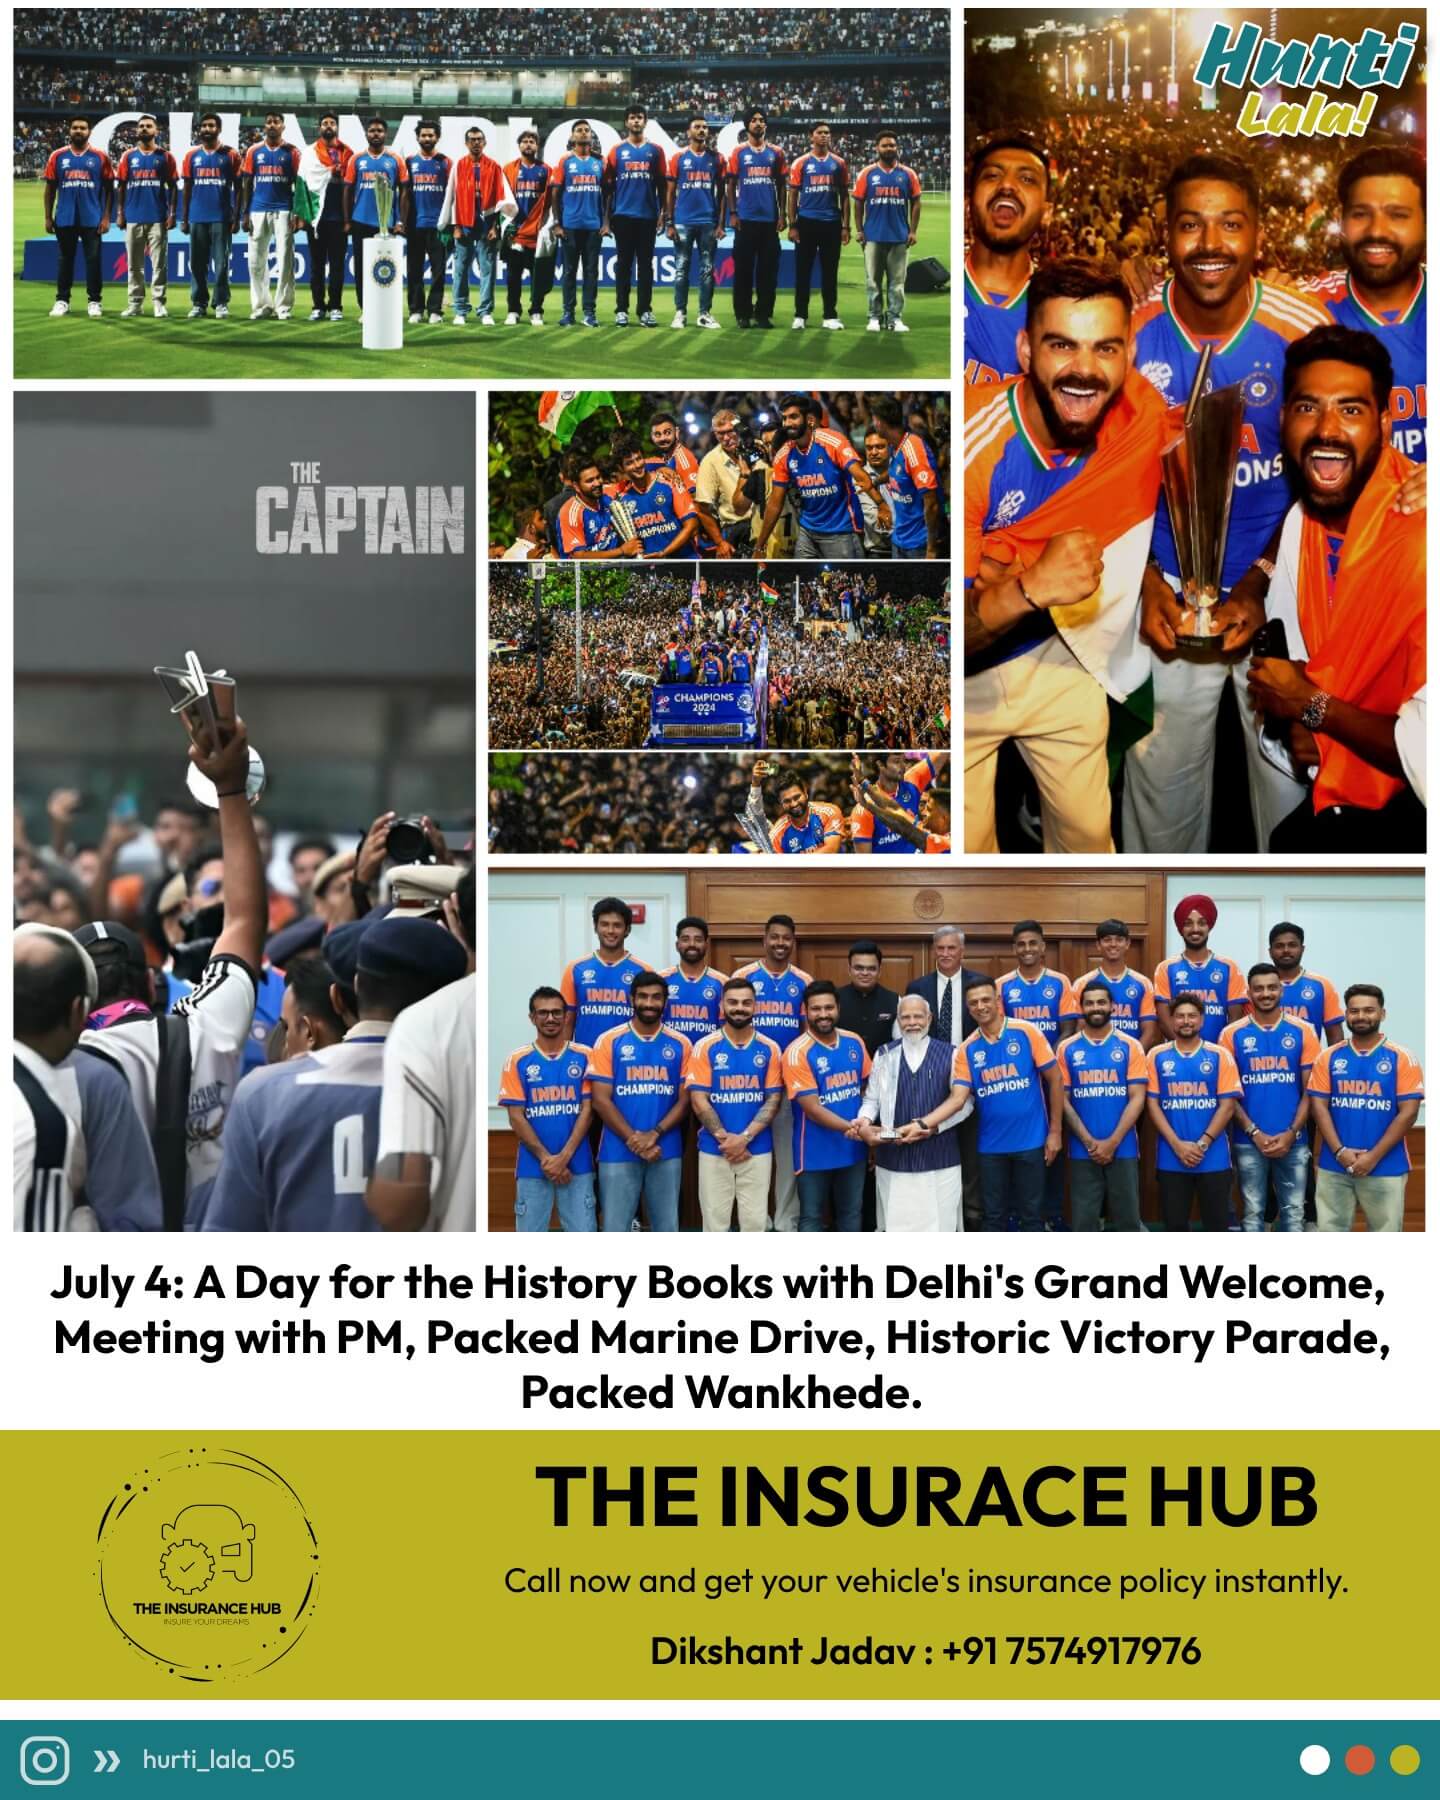 CHAMPIONS
Hurti
Lala!
THE
CAPTAIN
CHAMPIONS
2024
INDIA
CHAMPIONS
July 4: A Day for the History Books with Delhi's Grand Welcome,
Meeting with PM, Packed Marine Drive, Historic Victory Parade,
Packed Wankhede.
THE INSURACE HUB
Call now and get your vehicle's insurance policy instantly.
Dikshant Jadav : +91 7574917976
THE INSURANCE HUB
INSURE YOUR DREAMS
hurti_lala_05